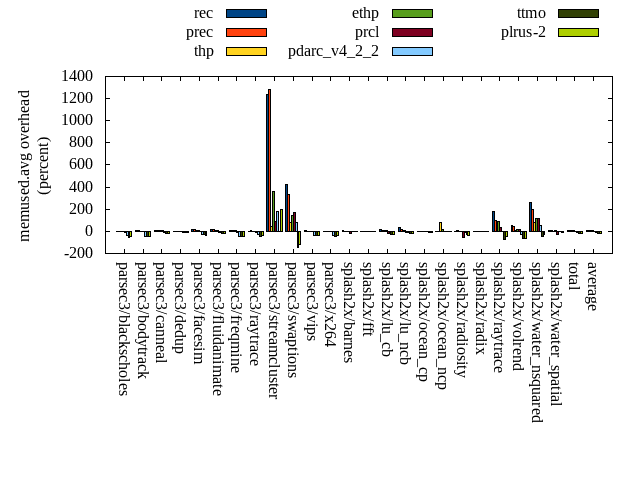 rec ethp ttmo
prec prcl plrus-2
thp pdarc_v4_2_2
memused.avg overhead
(percent)
1400
1200
1000
800
600
400
200
0
-200
parsec3/blackscholes
parsec3/bodytrack
parsec3/canneal
parsec3/dedup
parsec3/facesim
parsec3/fluidanimate
parsec3/freqmine
parsec3/raytrace
parsec3/streamcluster
parsec3/swaptions
parsec3/vips
parsec3/x264
splash2x/barnes
splash2x/fft
splash2x/lu_cb
splash2x/lu_ncb
splash2x/ocean_cp
splash2x/ocean_ncp
splash2x/radiosity
splash2x/radix
splash2x/raytrace
splash2x/volrend
splash2x/water_nsquared
splash2x/water_spatial
total
average